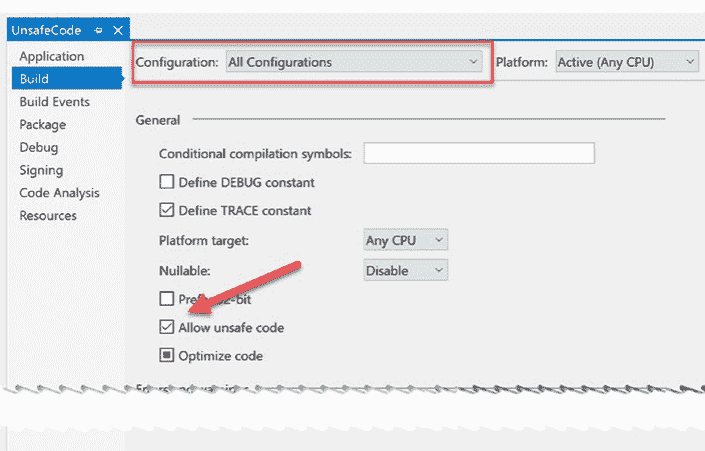 UnsafeCode
Application
Build
Build Events
Package
Debug
Signing
Code Analysis
Resources
Configuration: All Configurations Platform: Active (Any CPU)
General
Conditional compilation symbols:
Define DEBUG constant
Define TRACE constant
Platform target: Any CPU
Nullable: Disable
Allow unsafe code
Optimize code